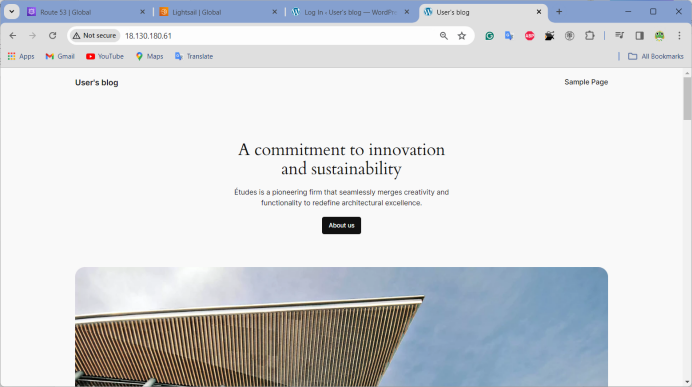 Route 53 | Global
Lightsail | Global
Log In ‹ User's blog — WordPr
User's blog
Not secure
18.130.180.61
Apps
Gmail
YouTube
Maps
Translate
All Bookmarks
User's blog
Sample Page
A commitment to innovation
and sustainability
Études is a pioneering firm that seamlessly merges creativity and
functionality to redefine architectural excellence.
About us